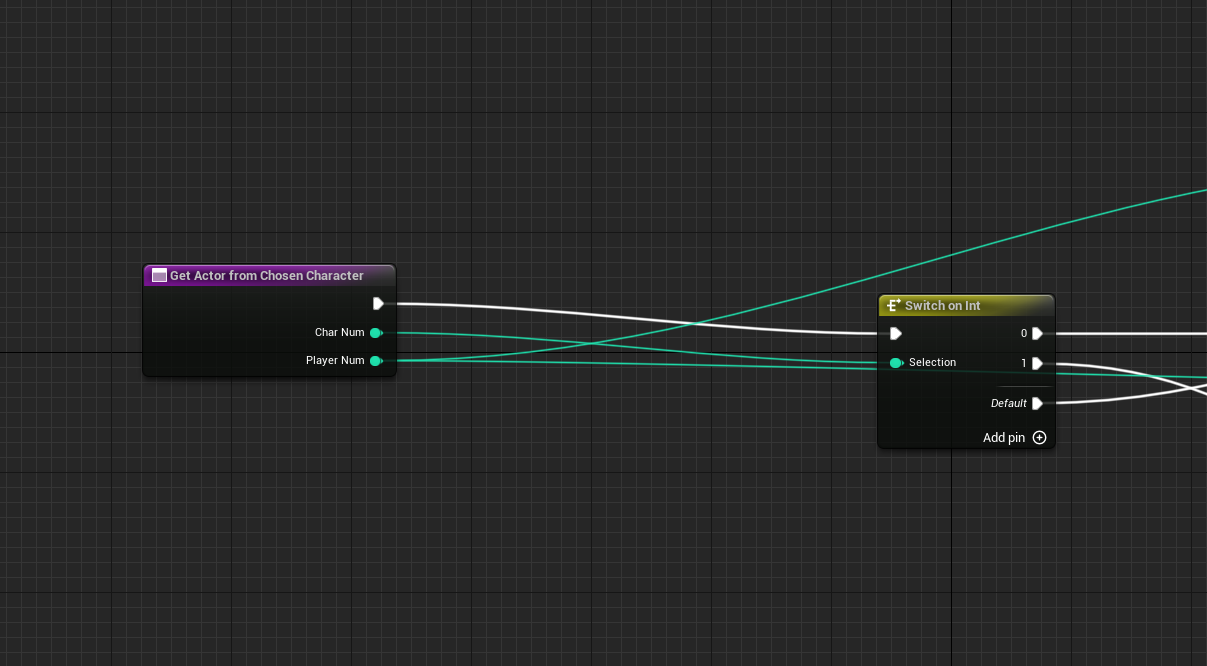 Get Actor from Chosen Character
Char Num
Player Num
Switch on Int
0
Selection
1
Default
Add pin